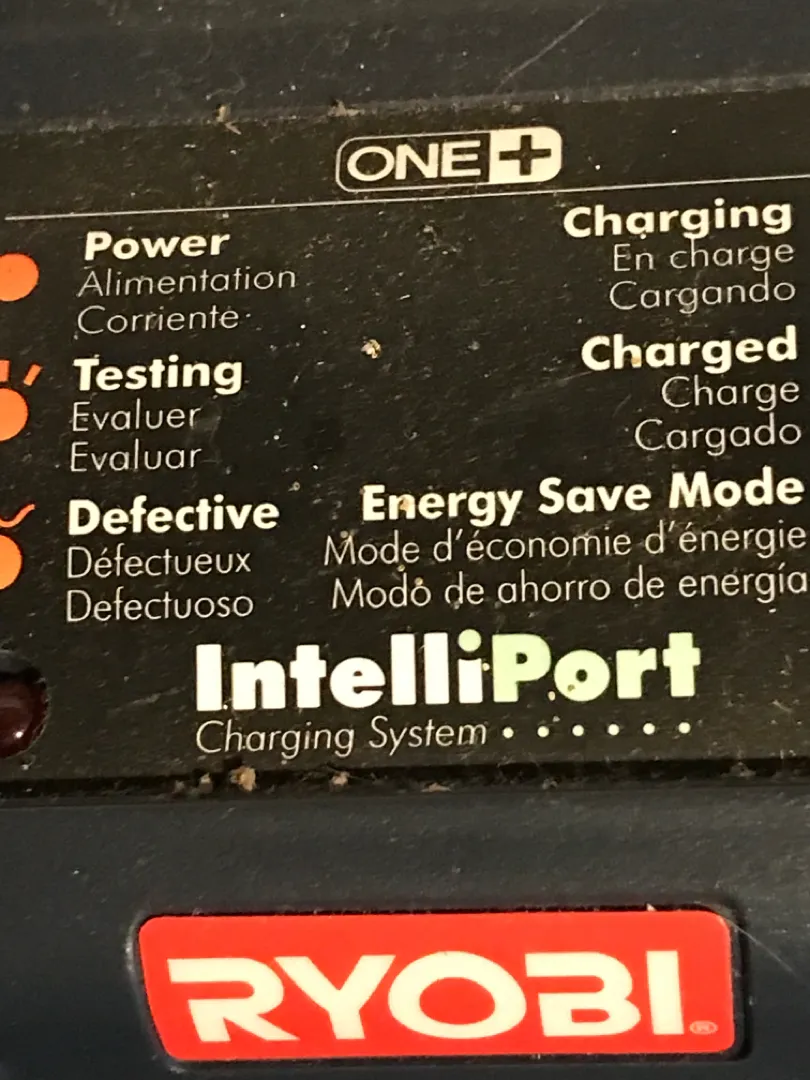 ONE+
Power
Alimentation
Corriente
Testing
Evaluer
Evaluar
Defective
Défectueux
Defectuoso
Charging
En charge
Cargando
Charged
Charge
Cargado
Energy Save Mode
Mode d'économie d'énergie
Modo de ahorro de energía
IntelliPort
Charging System
RYOBI®